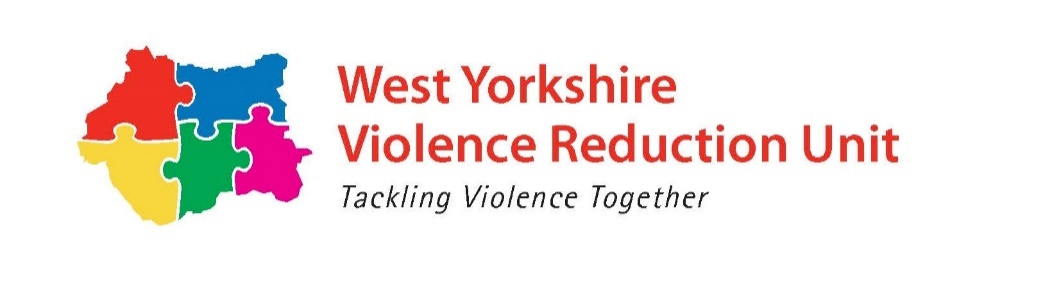 West Yorkshire
Violence Reduction Unit
Tackling Violence Together